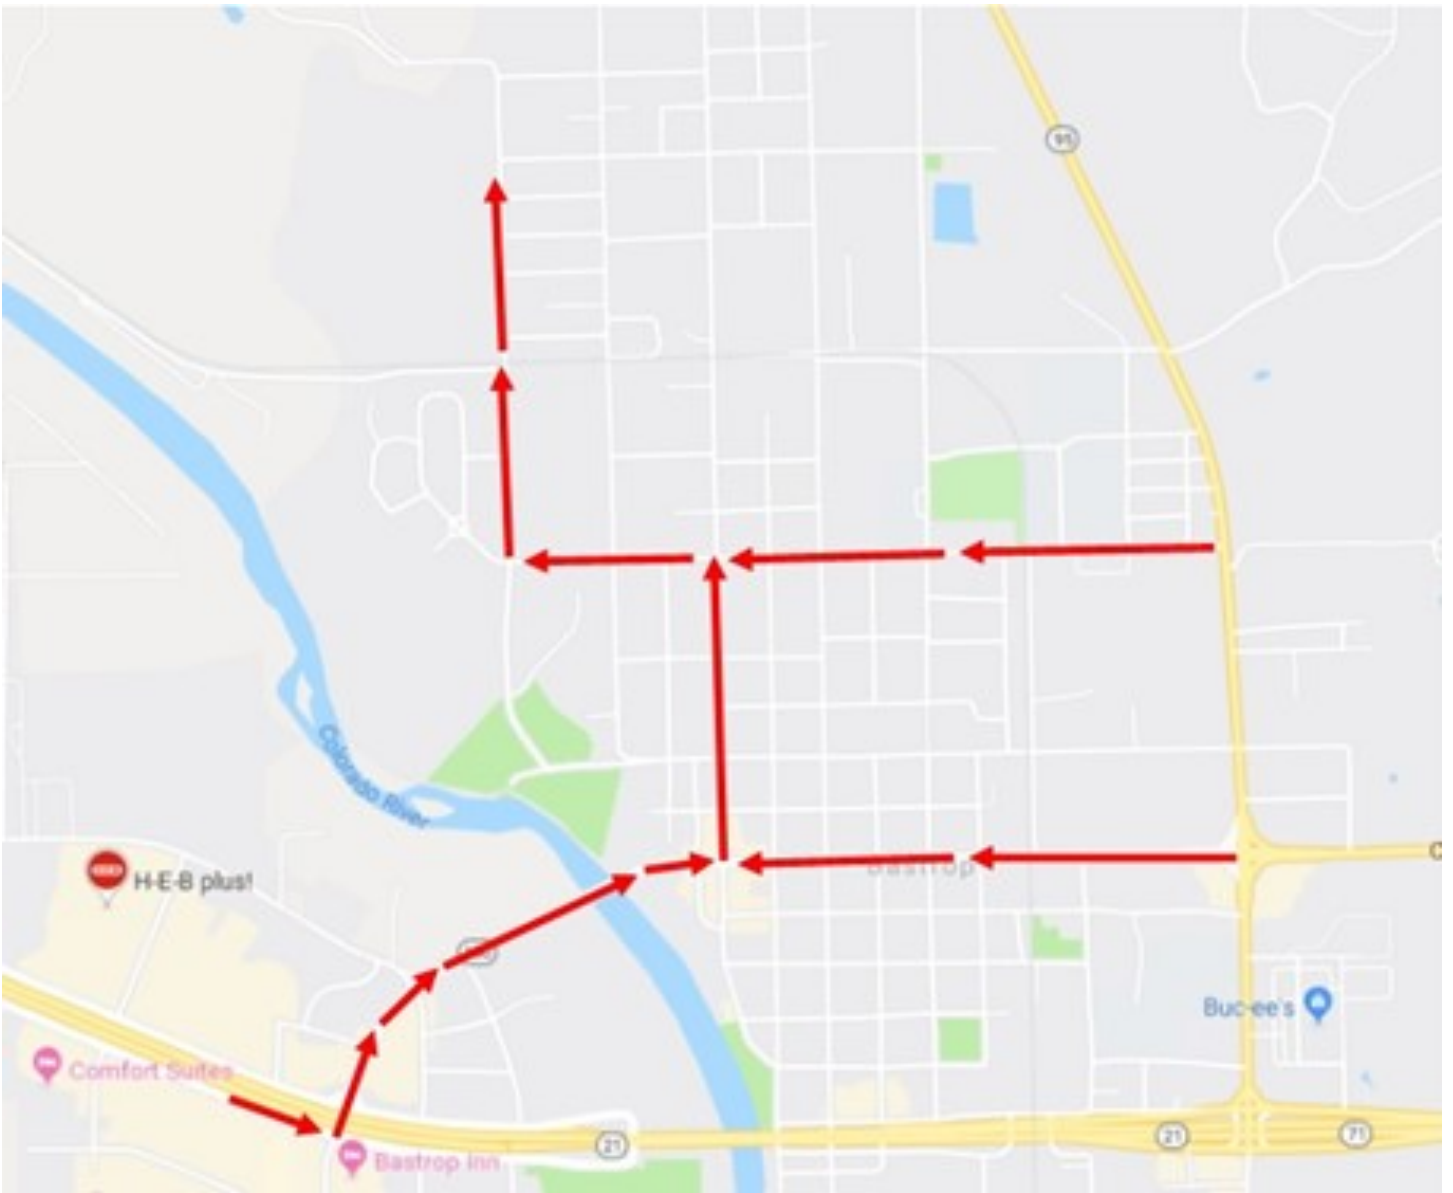 95
Colorado River
H-E-B plus!
Bastrop
Buc-ee's
Comfort Suites
21
21
71
Bastrop Inn
C